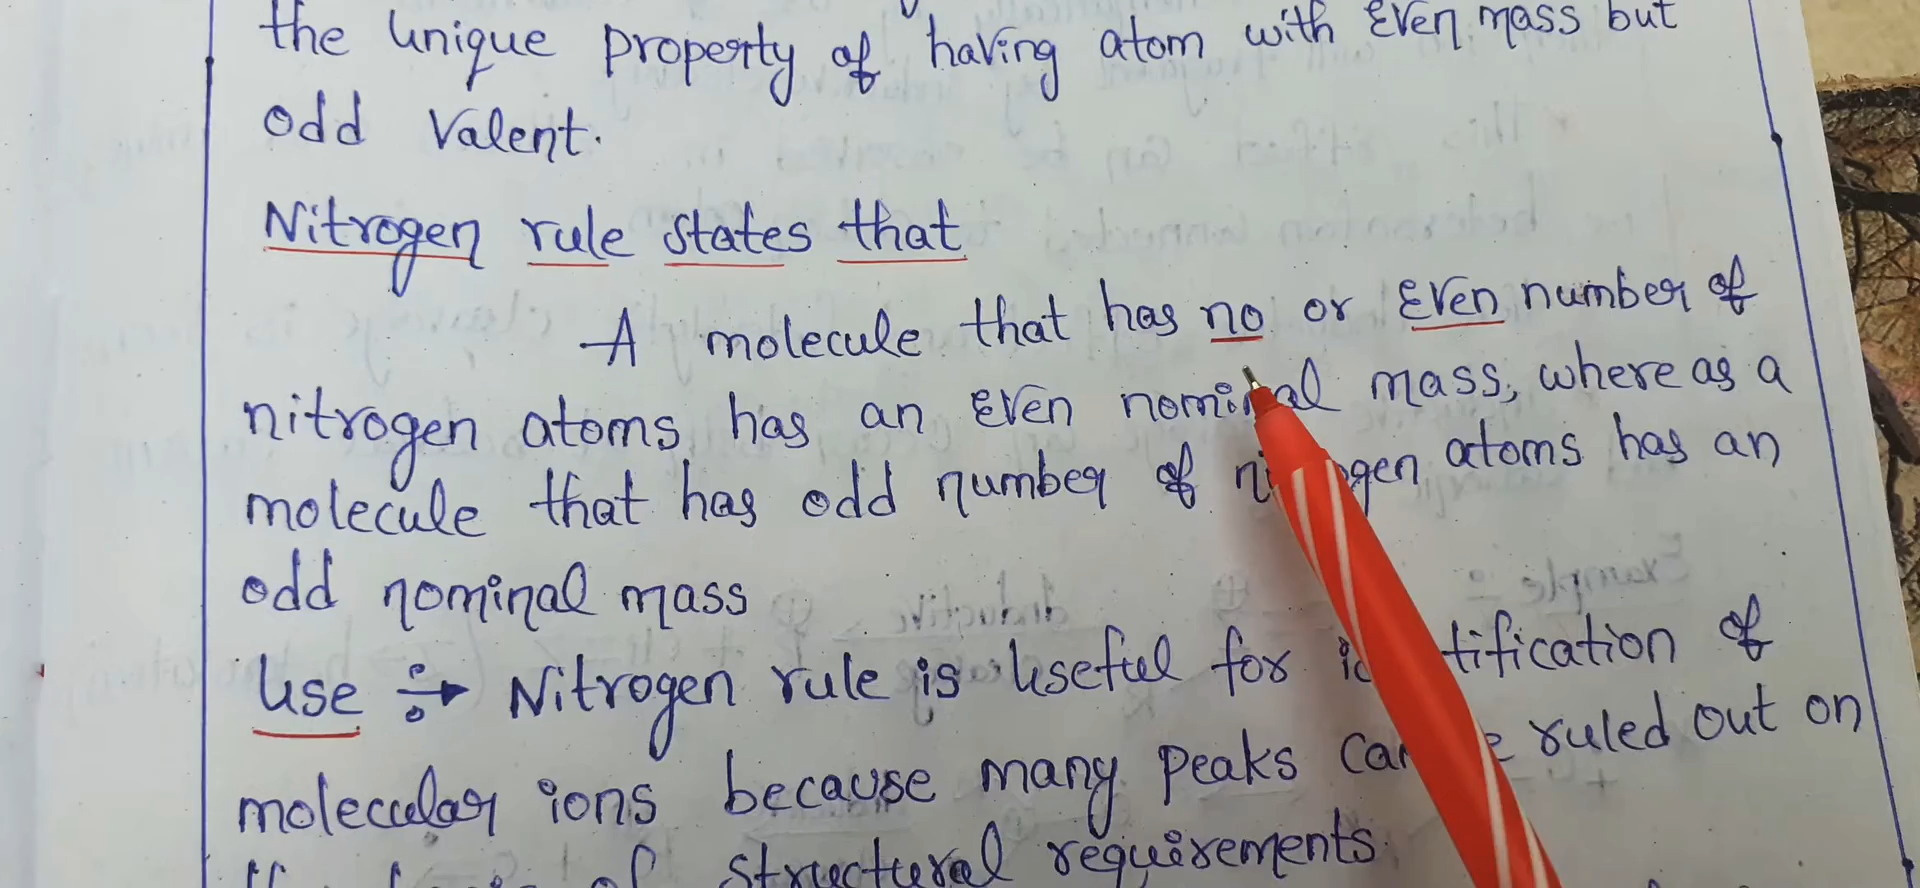 the Unique property of having atom with Even mass but
odd Valent.
Nitrogen rule states that
A molecule that has no or Even number of
nitrogen atoms has an Even nominal mass, where as a
molecule that has odd number of atoms has an
odd nominal mass
Use ÷→ Nitrogen rule is Useful for of
molecular ions because many peaks ruled out on
of structural requirements.